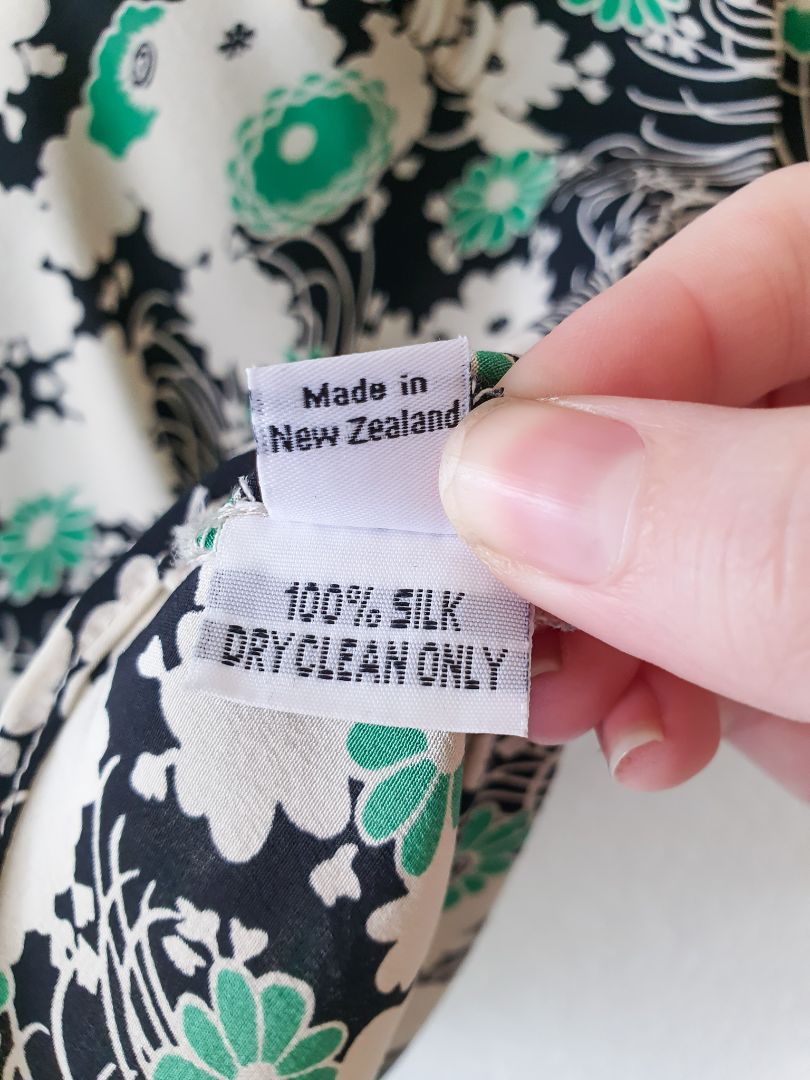 Made in
New Zealand
100% SILK
DRY CLEAN ONLY